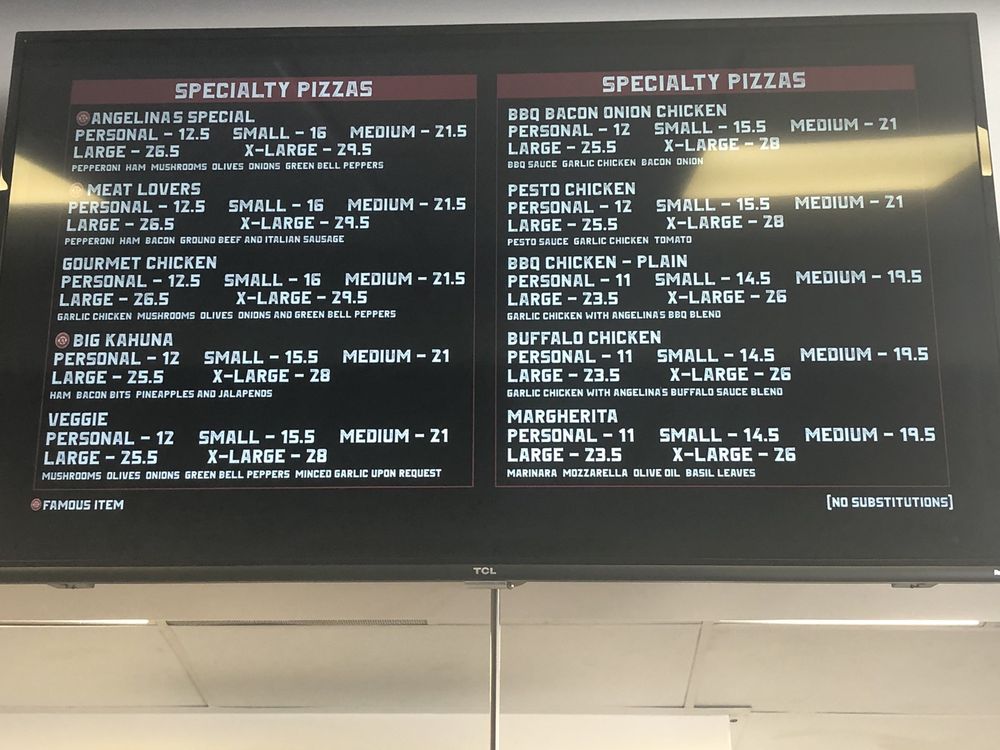 SPECIALTY PIZZAS
ANGELINA'S SPECIAL
PERSONAL - 12.5 SMALL - 16 MEDIUM - 21.5
LARGE - 26.5 X-LARGE - 29.5
PEPPERONI HAM MUSHROOMS OLIVES ONIONS GREEN BELL PEPPERS
MEAT LOVERS
PERSONAL - 12.5 SMALL - 16 MEDIUM - 21.5
LARGE - 26.5 X-LARGE - 29.5
PEPPERONI HAM BACON GROUND BEEF AND ITALIAN SAUSAGE
GOURMET CHICKEN
PERSONAL - 12.5 SMALL - 16 MEDIUM - 21.5
LARGE - 26.5 X-LARGE - 29.5
GARLIC CHICKEN MUSHROOMS OLIVES ONIONS AND GREEN BELL PEPPERS
BIG KAHUNA
PERSONAL - 12 SMALL - 15.5 MEDIUM - 21
LARGE - 25.5 X-LARGE - 28
HAM BACON BITS PINEAPPLES AND JALAPENOS
VEGGIE
PERSONAL - 12 SMALL - 15.5 MEDIUM - 21
LARGE - 25.5 X-LARGE - 28
MUSHROOMS OLIVES ONIONS GREEN BELL PEPPERS MINCED GARLIC UPON REQUEST
FAMOUS ITEM
SPECIALTY PIZZAS
BBQ BACON ONION CHICKEN
PERSONAL - 12 SMALL - 15.5 MEDIUM - 21
LARGE - 25.5 X-LARGE - 28
BBQ SAUCE GARLIC CHICKEN BACON ONION
PESTO CHICKEN
PERSONAL - 12 SMALL - 15.5 MEDIUM - 21
LARGE - 25.5 X-LARGE - 28
PESTO SAUCE GARLIC CHICKEN TOMATO
BBQ CHICKEN - PLAIN
PERSONAL - 11 SMALL - 14.5 MEDIUM - 19.5
LARGE - 23.5 X-LARGE - 26
GARLIC CHICKEN WITH ANGELINA'S BBQ BLEND
BUFFALO CHICKEN
PERSONAL - 11 SMALL - 14.5 MEDIUM - 19.5
LARGE - 23.5 X-LARGE - 26
GARLIC CHICKEN WITH ANGELINA'S BUFFALO SAUCE BLEND
MARGHERITA
PERSONAL - 11 SMALL - 14.5 MEDIUM - 19.5
LARGE - 23.5 X-LARGE - 26
MARINARA MOZZARELLA OLIVE OIL BASIL LEAVES
[NO SUBSTITUTIONS]
TCL